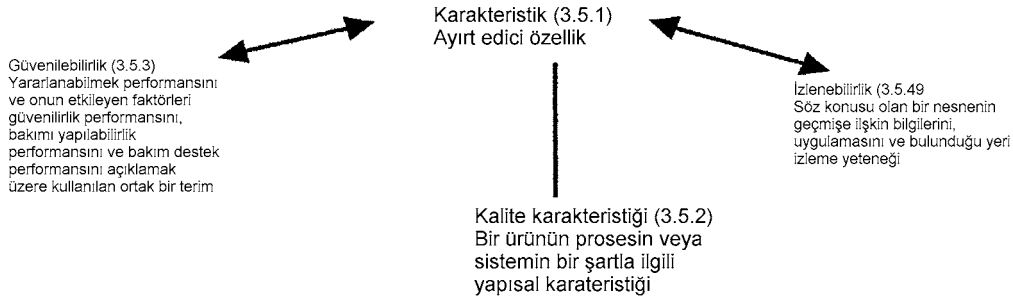 Karakteristik (3.5.1)
Ayırt edici özellik
Güvenilebilirlik (3.5.3)
Yararlanabilmek performansını
ve onun etkileyen faktörleri
güvenilirlik performansını,
bakımı yapılabilirlik
performansını ve bakım destek
performansını açıklamak
üzere kullanılan ortak bir terim
İzlenebilirlik (3.5.49
Söz konusu olan bir nesnenin
geçmişe ilişkin bilgilerini,
uygulamasını ve bulunduğu yeri
izleme yeteneği
Kalite karakteristiği (3.5.2)
Bir ürünün prosesin veya
sistemin bir şartla ilgili
yapısal karateristiği